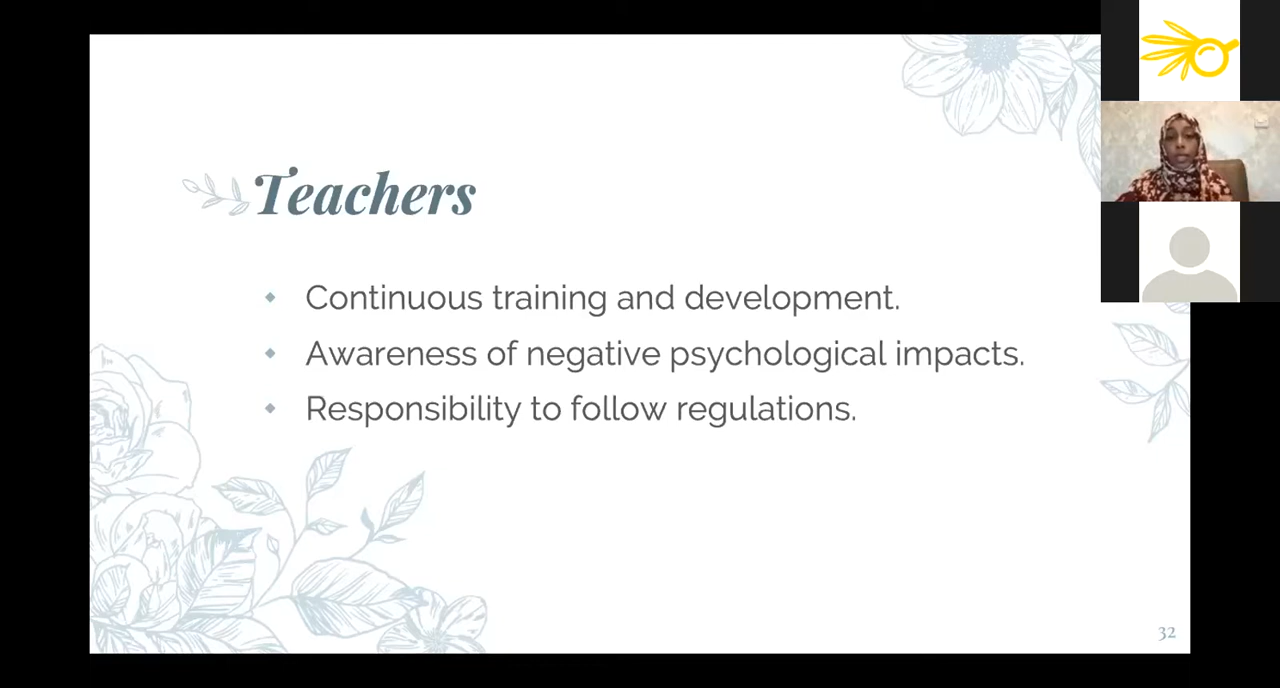 Teachers
Continuous training and development.
Awareness of negative psychological impacts.
Responsibility to follow regulations.
32